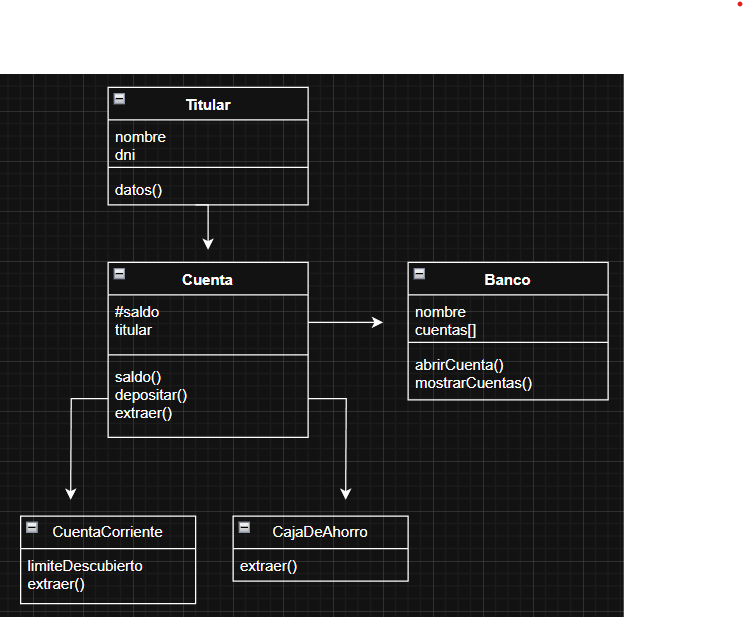 Titular
nombre
dni
datos()
Cuenta
#saldo
titular
saldo()
depositar()
extraer()
Banco
nombre
cuentas[]
abrirCuenta()
mostrarCuentas()
CuentaCorriente
limiteDescubierto
extraer()
CajaDeAhorro
extraer()